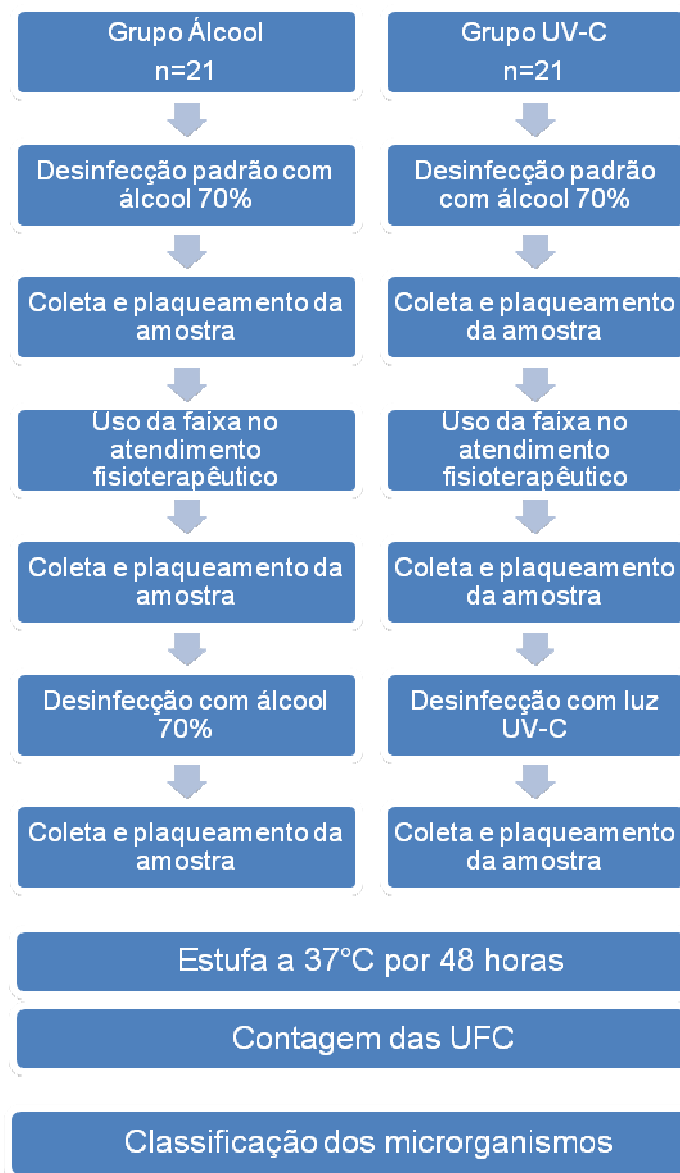 Grupo Álcool
n=21
Desinfecção padrão com
álcool 70%
Coleta e plaqueamento da
amostra
Uso da faixa no
atendimento
fisioterapêutico
Coleta e plaqueamento da
amostra
Desinfecção com álcool
70%
Coleta e plaqueamento da
amostra
Grupo UV-C
n=21
Desinfecção padrão
com álcool 70%
Coleta e plaqueamento
da amostra
Uso da faixa no
atendimento
fisioterapêutico
Coleta e plaqueamento
da amostra
Desinfecção com luz
UV-C
Coleta e plaqueamento
da amostra
Estufa a 37°C por 48 horas
Contagem das UFC
Classificação dos microrganismos